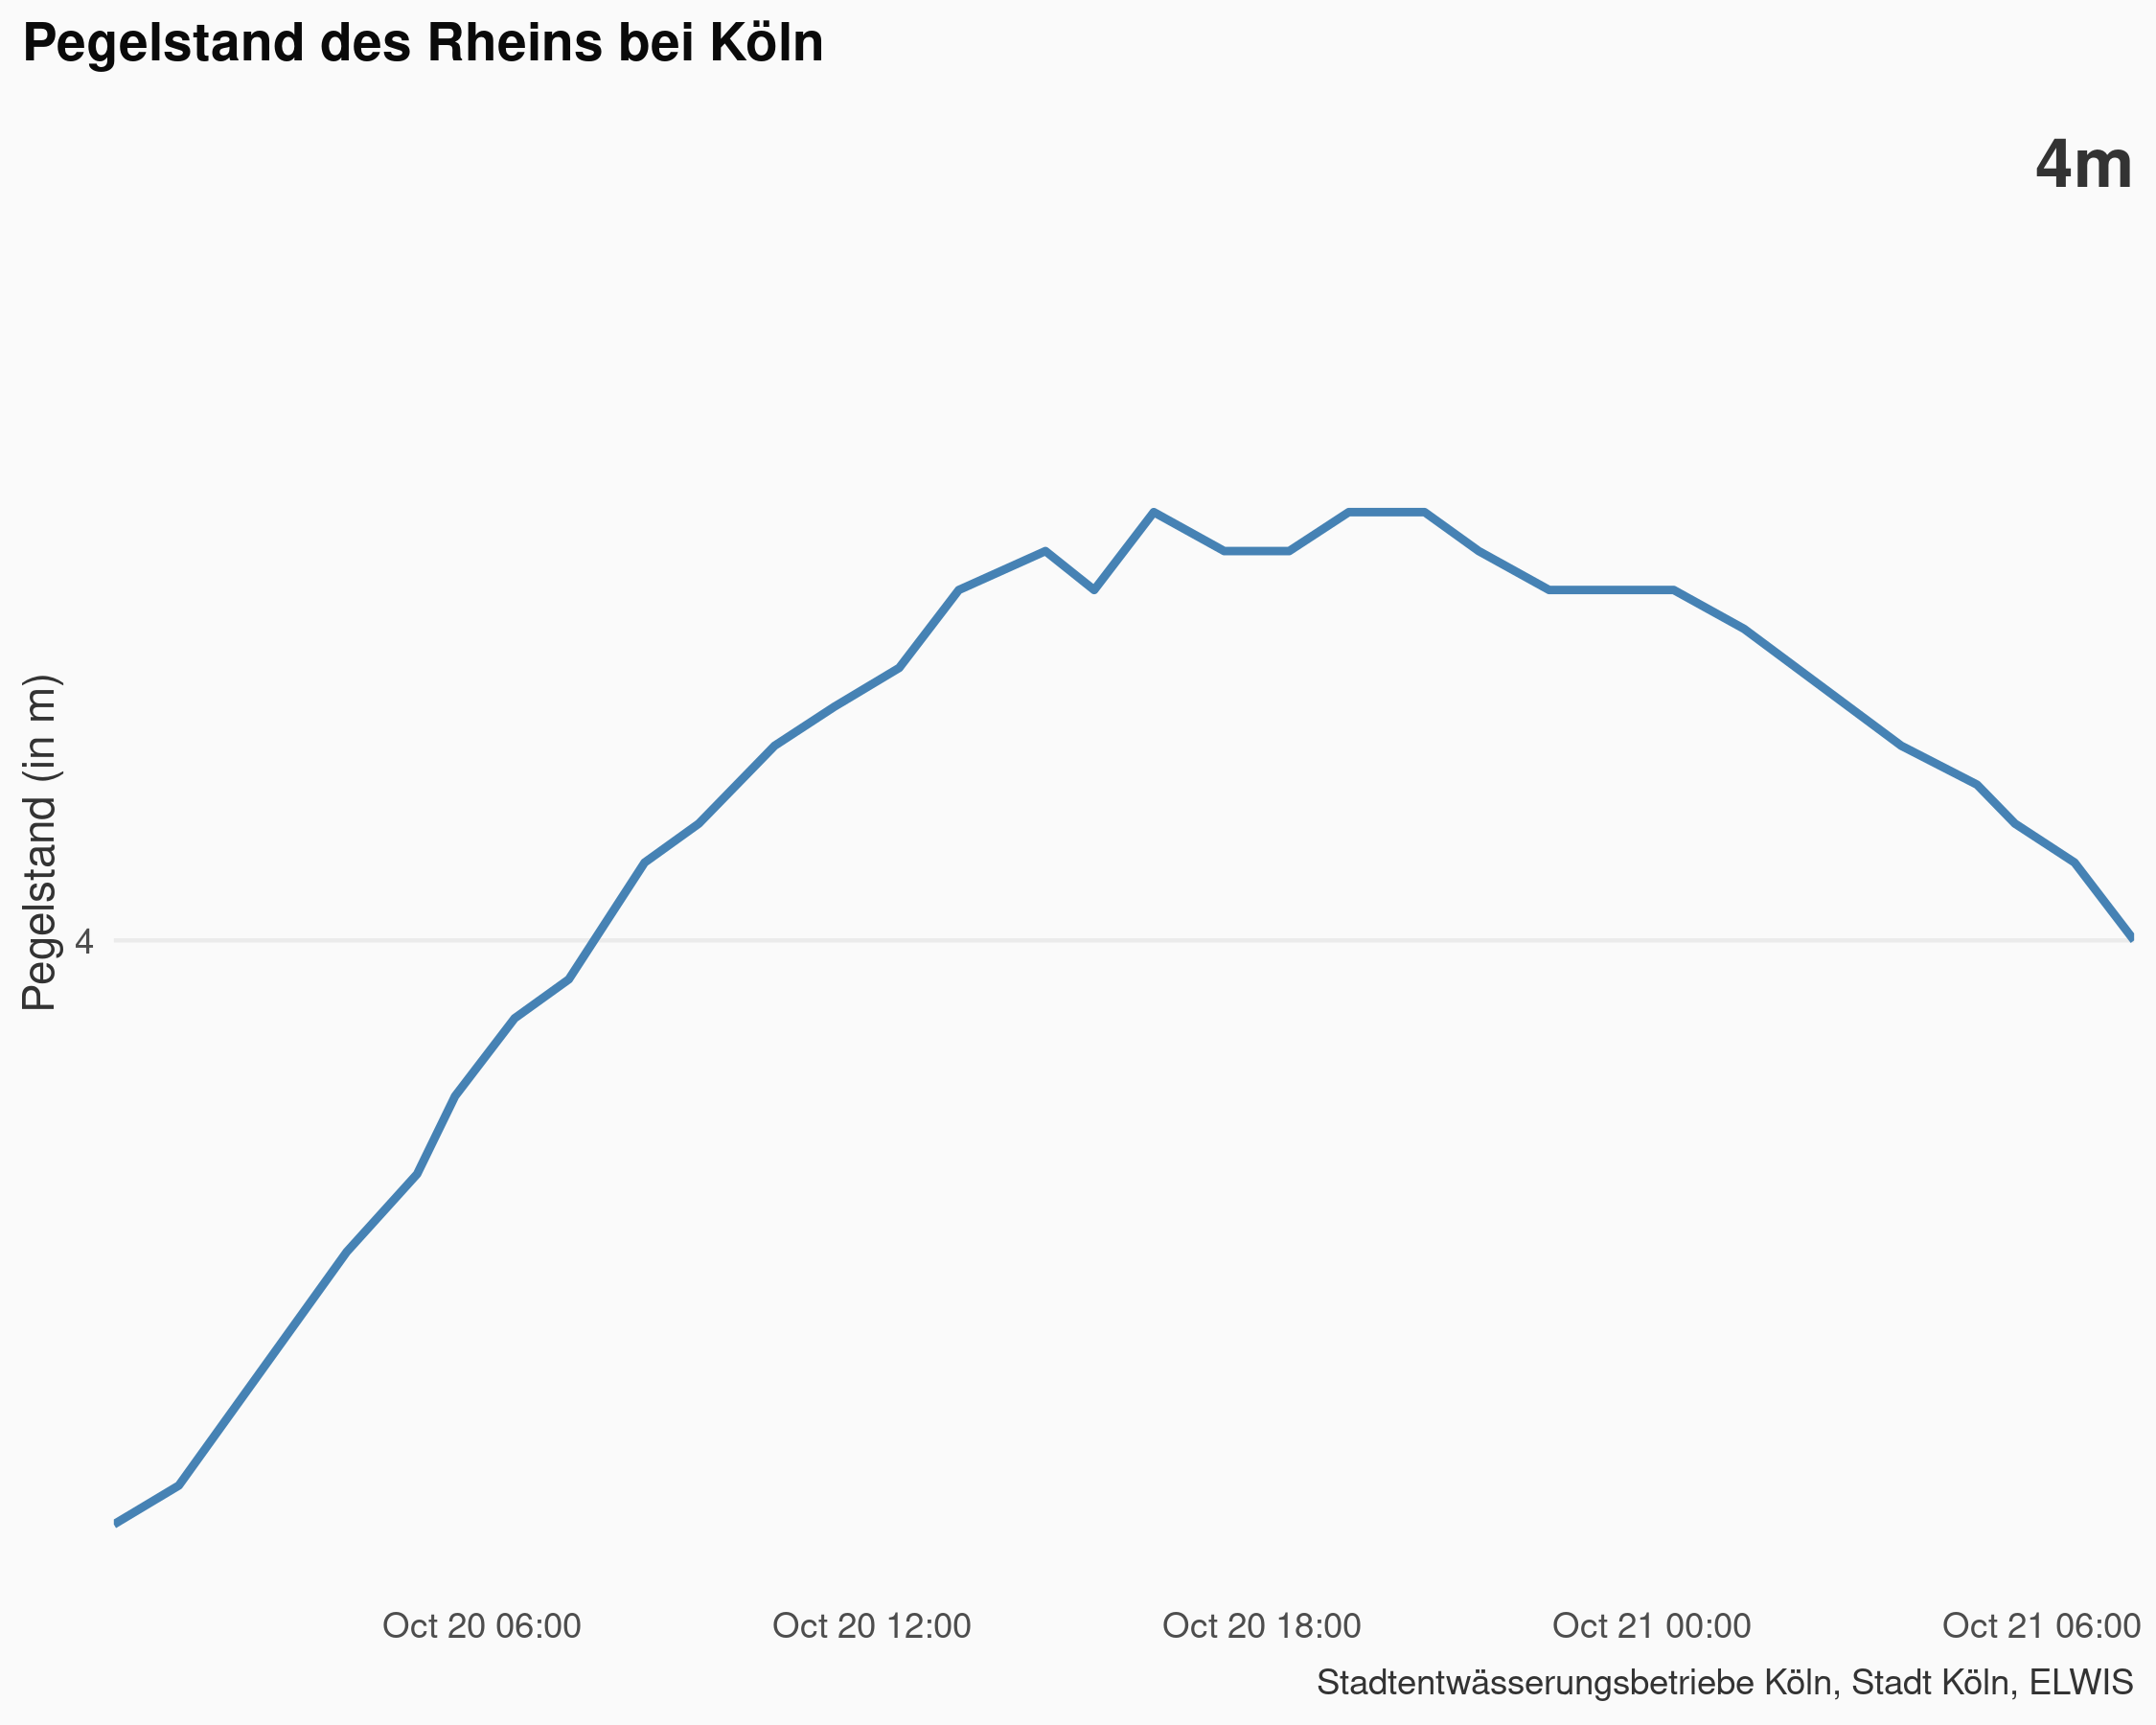 Pegelstand des Rheins bei Köln
4m
Pegelstand (in m)
4
Oct 20 06:00 Oct 20 12:00 Oct 20 18:00 Oct 21 00:00 Oct 21 06:00
Stadtentwässerungsbetriebe Köln, Stadt Köln, ELWIS